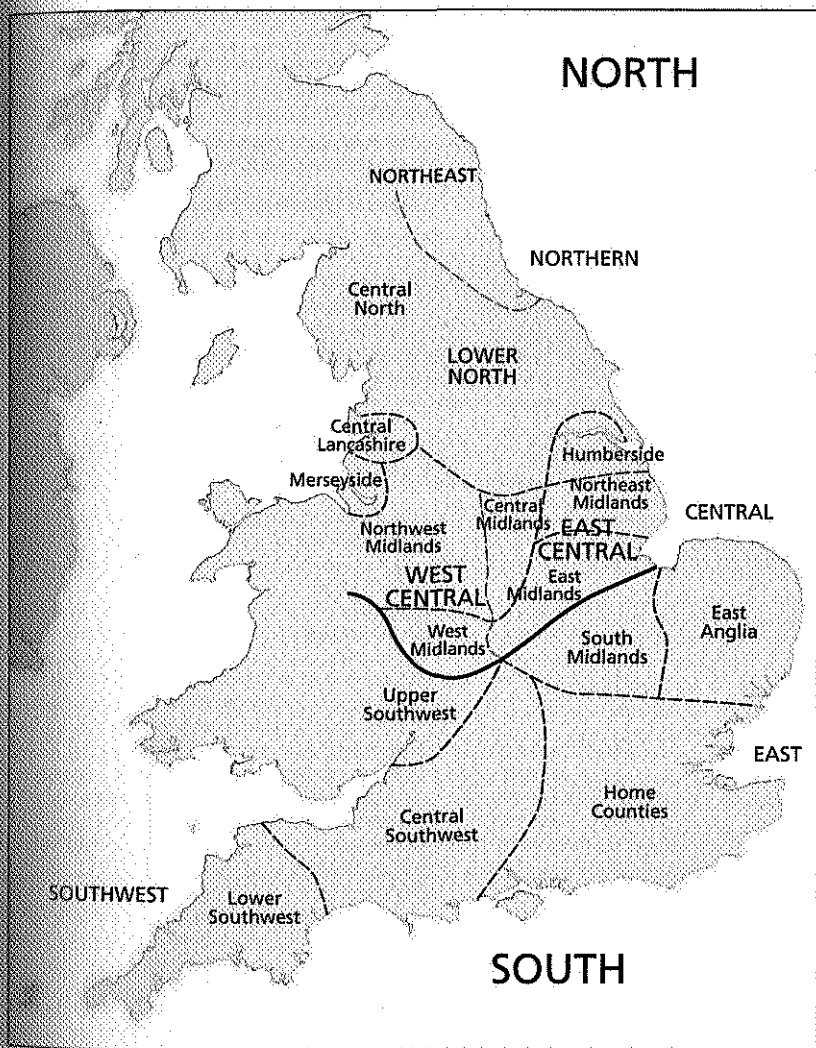 NORTH
NORTHEAST
NORTHERN
Central
North
LOWER
NORTH
Central
Lancashire
Humberside
Merseyside
Northeast
Midlands
Central
Midlands
CENTRAL
Northwest
Midlands
EAST
CENTRAL
WEST
CENTRAL
East
Midlands
East
Anglia
West
Midlands
South
Midlands
Upper
Southwest
EAST
Home
Counties
Central
Southwest
SOUTHWEST
Lower
Southwest
SOUTH